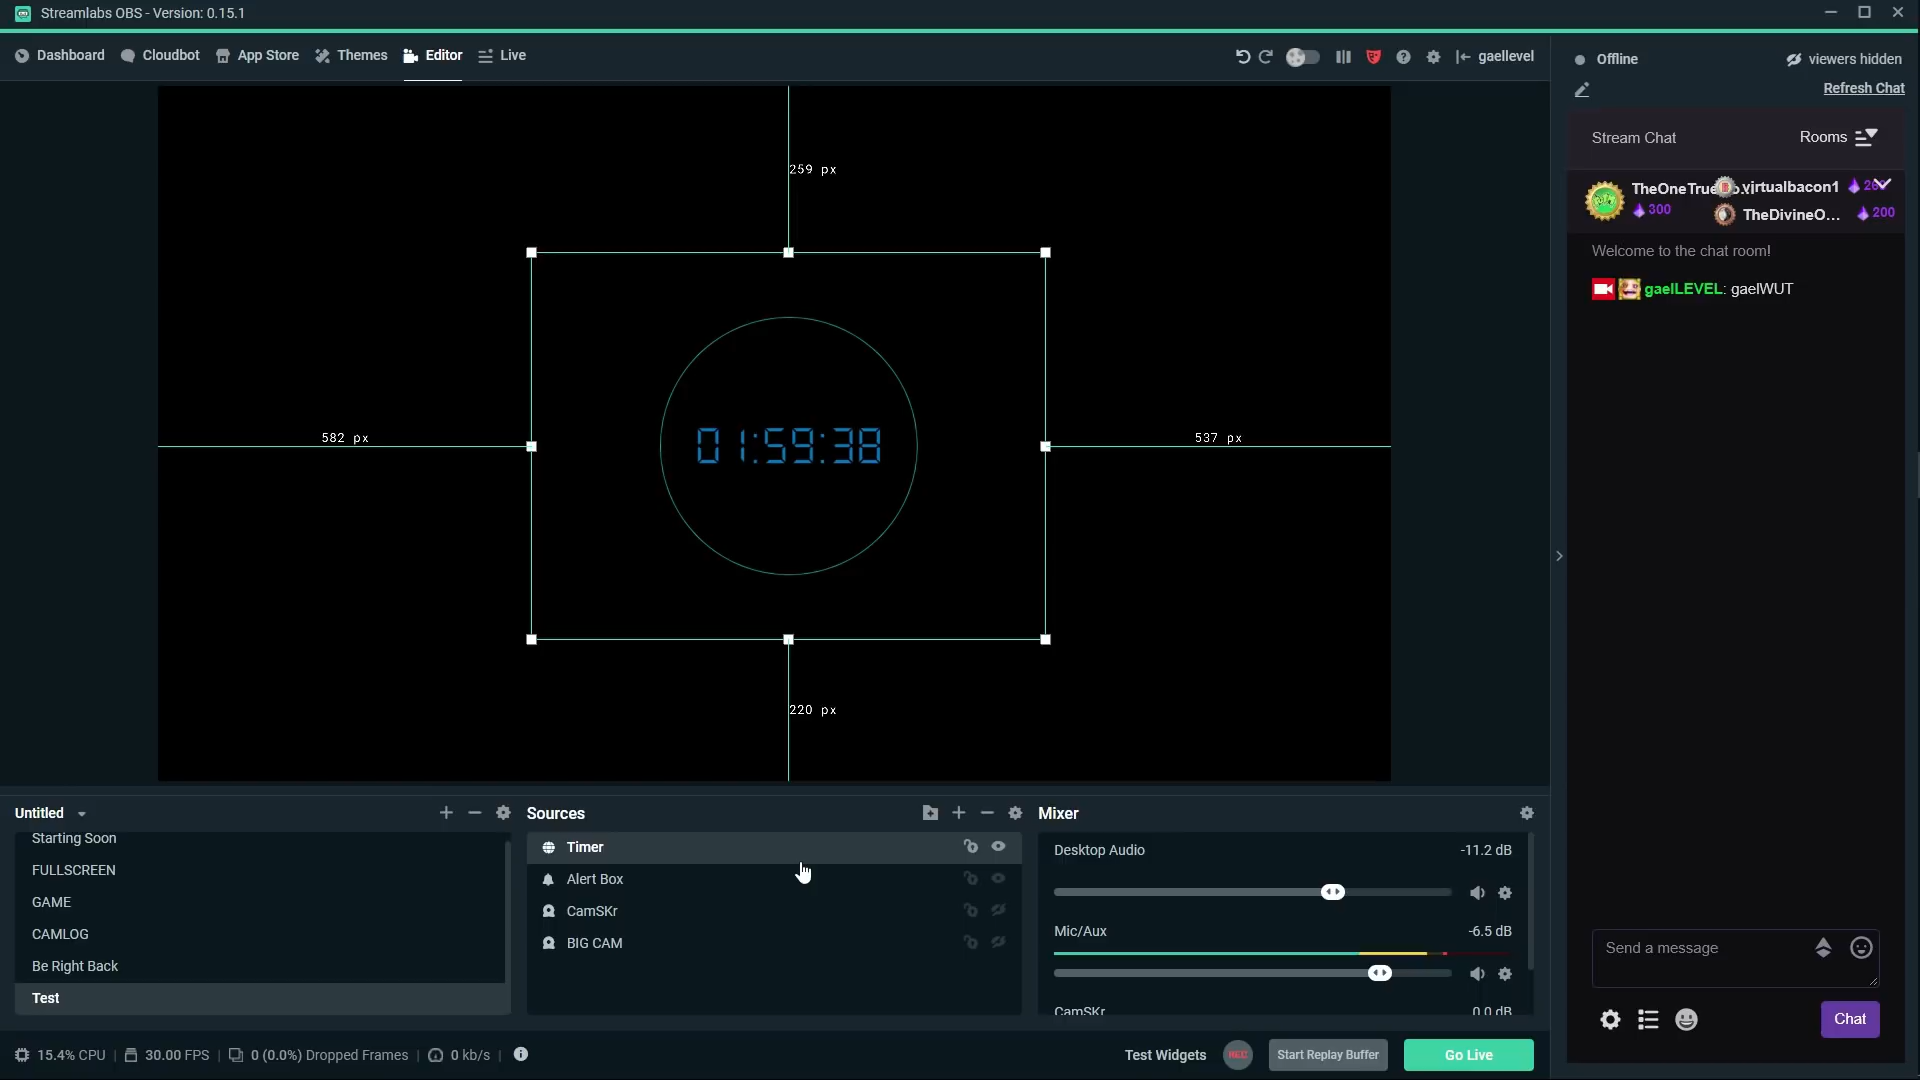 Streamlabs OBS - Version: 0.15.1
Dashboard Cloudbot App Store Themes Editor Live gaellevel
Offline viewers hidden
Refresh Chat
Stream Chat Rooms
TheOneTrue virtualbacon1
300
TheDivineO... 200
Welcome to the chat room!
gaelLEVEL: gaelWUT
259 px
582 px
01:59:38
537 px
220 px
Untitled
Starting Soon
FULLSCREEN
GAME
CAMLOG
Be Right Back
Test
Sources
Timer
Alert Box
CamSKr
BIG CAM
Mixer
Desktop Audio -11.2 dB
Mic/Aux -6.5 dB
CamSKr 0.0 dB
Send a message
Chat
15.4% CPU | 30.00 FPS | 0 (0.0%) Dropped Frames | 0 kb/s |
Test Widgets REC Start Replay Buffer Go Live